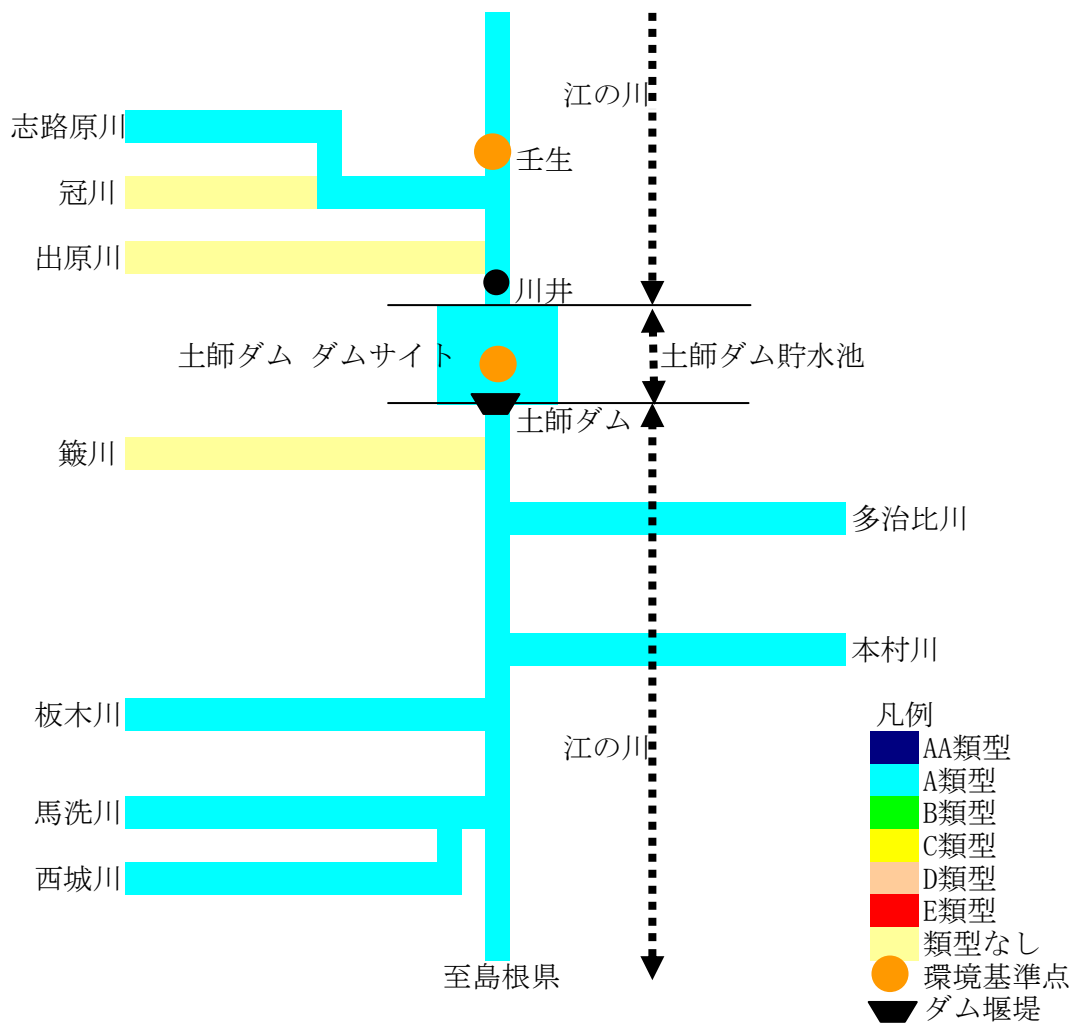 江の川
志路原川
壬生
冠川
出原川
川井
土師ダム ダムサイト
土師ダム貯水池
土師ダム
簸川
多治比川
本村川
板木川
江の川
馬洗川
西城川
至島根県
凡例
AA類型
A類型
B類型
C類型
D類型
E類型
類型なし
環境基準点
ダム堰堤